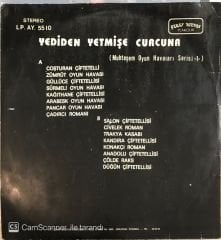 STEREO
L.P. AY. 5510
YEDİDEN YETMİŞE CURCUNA
(Muhteşem Oyun Havaları Serisi -1-)
A
COŞTURAN ÇİFTETELLİ
ZÜMRÜT OYUN HAVASI
GÜLLÜCE ÇİFTETELLİSİ
SÜRMELİ OYUN HAVASI
KAĞITHANE ÇİFTETELLİSİ
ARABESK OYUN HAVASI
PANCAR OYUN HAVASI
ÇADIRCI ROMANI
B
SALON ÇİFTETELLİSİ
CİVELEK ROMAN
TRAKYA KASABI
KANDIRA ÇİFTETELLİSİ
KONAKÇI ROMAN
ANADOLU ÇİFTETELLİSİ
ÇÖLDE RAKS
DÜĞÜN ÇİFTETELLİSİ
CS CamScanner ile tarandı